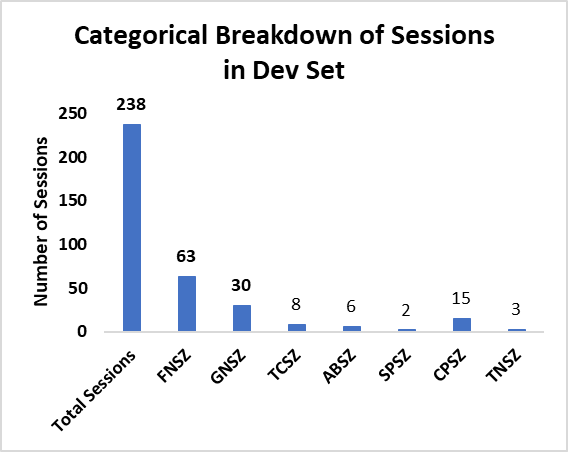 Categorical Breakdown of Sessions
in Dev Set
Number of Sessions
250
200
150
100
50
0
238
63
30
8
6
2
15
3
Total Sessions
FNSZ
GNSZ
TCSZ
ABSZ
SPSZ
CPSZ
TNSZ